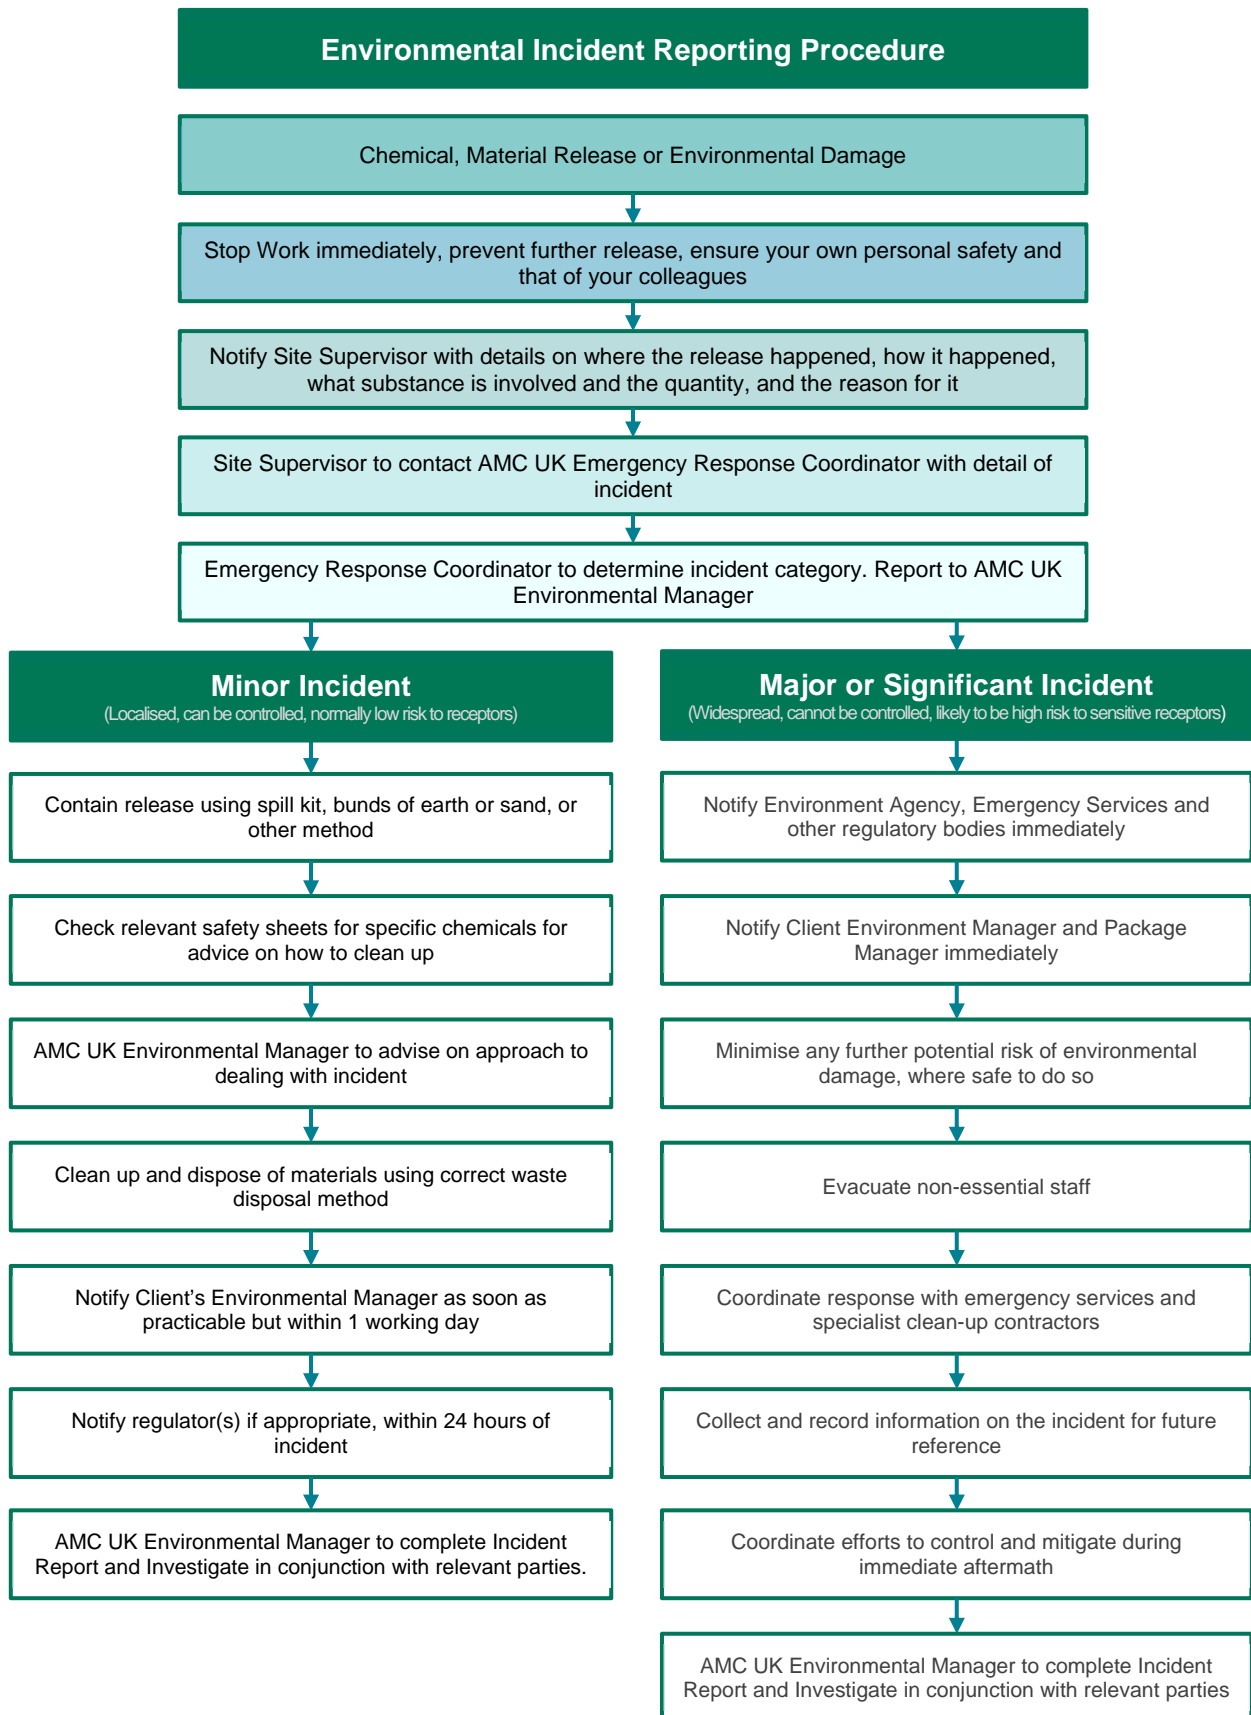 Environmental Incident Reporting Procedure
Chemical, Material Release or Environmental Damage
Stop Work immediately, prevent further release, ensure your own personal safety and
that of your colleagues
Notify Site Supervisor with details on where the release happened, how it happened,
what substance is involved and the quantity, and the reason for it
Site Supervisor to contact AMC UK Emergency Response Coordinator with detail of
incident
Emergency Response Coordinator to determine incident category. Report to AMC UK
Environmental Manager
Minor Incident
(Localised, can be controlled, normally low risk to receptors)
Contain release using spill kit, bunds of earth or sand, or
other method
Check relevant safety sheets for specific chemicals for
advice on how to clean up
AMC UK Environmental Manager to advise on approach to
dealing with incident
Clean up and dispose of materials using correct waste
disposal method
Notify Client's Environmental Manager as soon as
practicable but within 1 working day
Notify regulator(s) if appropriate, within 24 hours of
incident
AMC UK Environmental Manager to complete Incident
Report and Investigate in conjunction with relevant parties.
Major or Significant Incident
(Widespread, cannot be controlled, likely to be high risk to sensitive receptors)
Notify Environment Agency, Emergency Services and
other regulatory bodies immediately
Notify Client Environment Manager and Package
Manager immediately
Minimise any further potential risk of environmental
damage, where safe to do so
Evacuate non-essential staff
Coordinate response with emergency services and
specialist clean-up contractors
Collect and record information on the incident for future
reference
Coordinate efforts to control and mitigate during
immediate aftermath
AMC UK Environmental Manager to complete Incident
Report and Investigate in conjunction with relevant parties